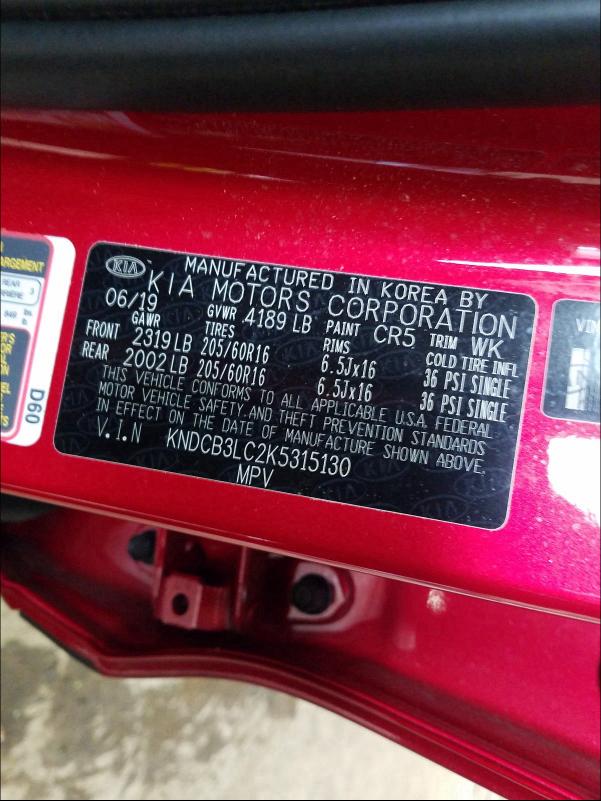 KIA
MANUFACTURED IN KOREA BY
KIA MOTORS CORPORATION
06/19 GVWR 4189 LB PAINT CR5 TRIM WK
GAWR TIRES RIMS COLD TIRE INFL
FRONT 2319 LB 205/60R16 6.5Jx16 36 PSI SINGLE
REAR 2002 LB 205/60R16 6.5Jx16 36 PSI SINGLE
THIS VEHICLE CONFORMS TO ALL APPLICABLE U.S.A. FEDERAL
MOTOR VEHICLE SAFETY, AND THEFT PREVENTION STANDARDS
IN EFFECT ON THE DATE OF MANUFACTURE SHOWN ABOVE.
V.I.N KNDCB3LC2K5315130
MPV
REAR 3
D60
VIN